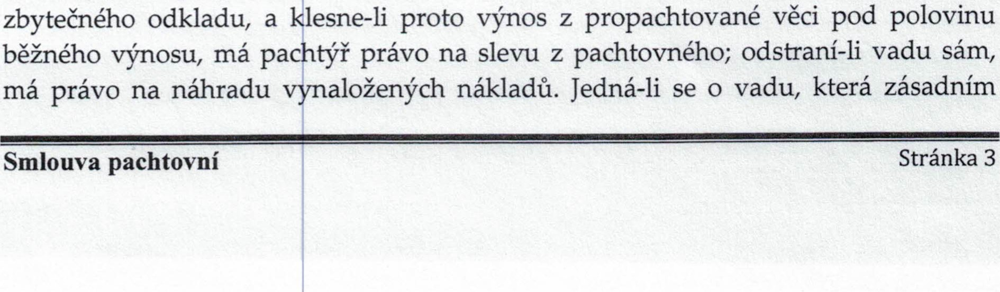 zbytečného odkladu, a klesne-li proto výnos z propachtované věci pod polovinu
běžného výnosu, má pachtýř právo na slevu z pachtovného; odstraní-li vadu sám,
má právo na náhradu vynaložených nákladů. Jedná-li se o vadu, která zásadním
Smlouva pachtovní
Stránka 3